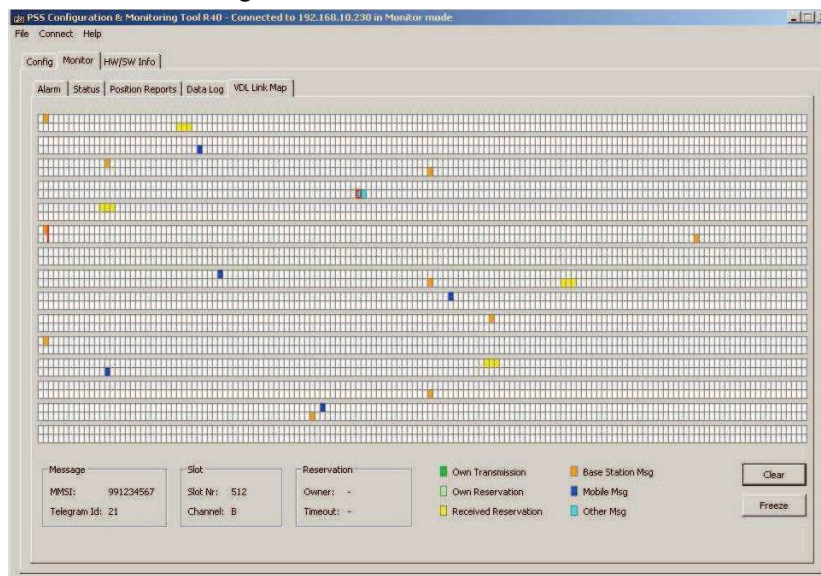 PSS Configuration & Monitoring Tool R40 - Connected to 192.168.10.230 in Monitor mode
File Connect Help
Config Monitor HW/SW Info
Alarm Status Position Reports Data Log VDL Link Map
Message Slot Reservation Own Transmission Base Station Msg Clear
MMSI: 991234567 Slot Nr: 512 Owner: - Own Reservation Mobile Msg
Telegram Id: 21 Channel: B Timeout: - Received Reservation Other Msg Freeze